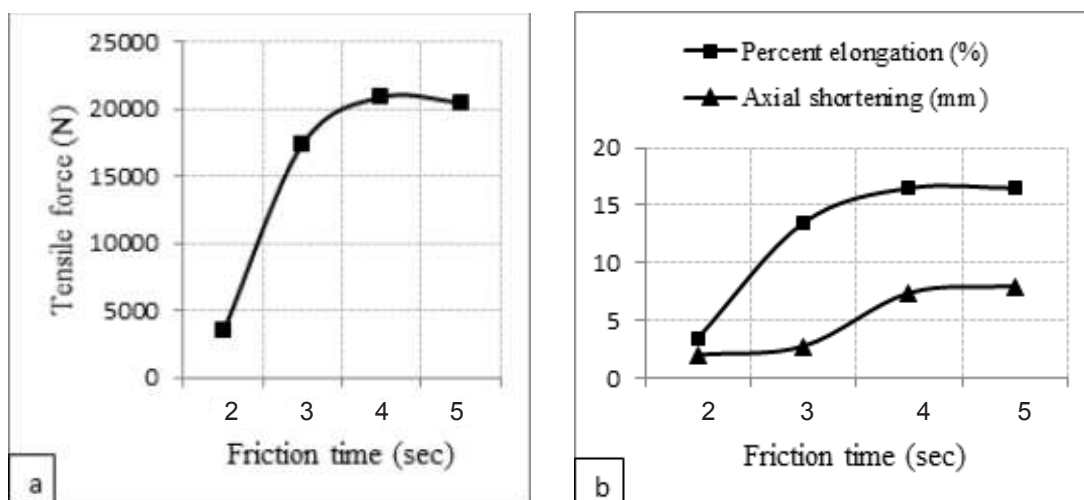 25000
20000
15000
10000
5000
0
Tensile force (N)
2 3 4 5
Friction time (sec)
a
Percent elongation (%)
Axial shortening (mm)
20
15
10
5
0
2 3 4 5
Friction time (sec)
b